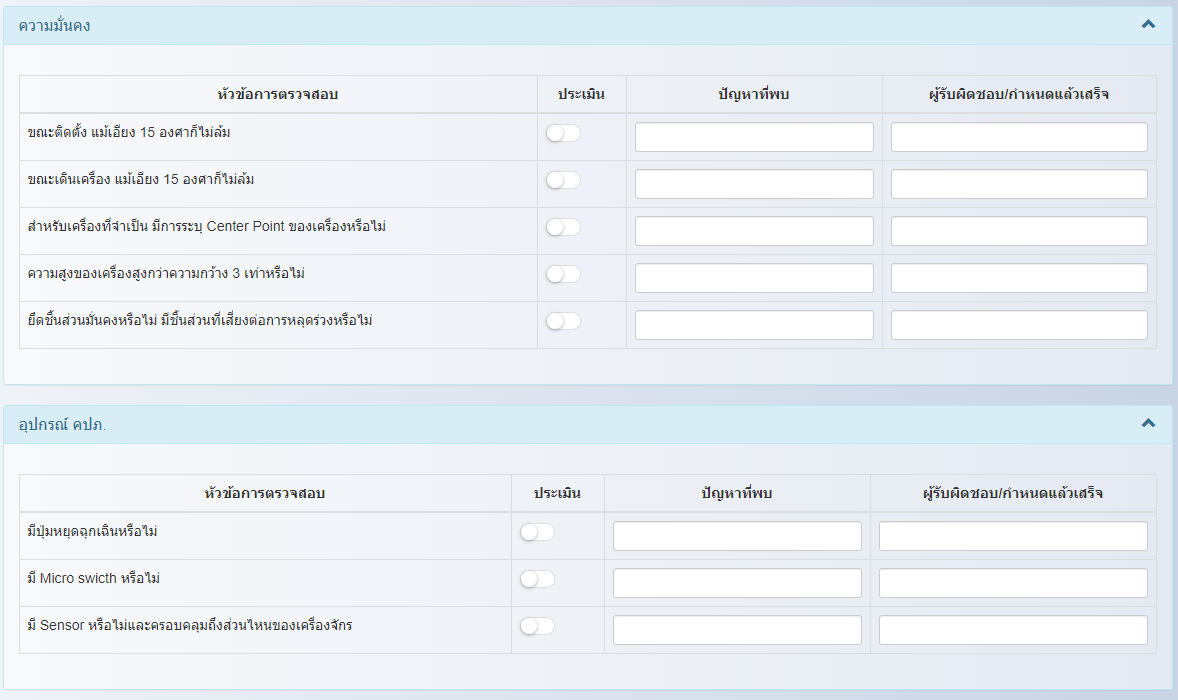 ความมั่นคง
หัวข้อการตรวจสอบ ประเมิน ปัญหาที่พบ ผู้รับผิดชอบ/กำหนดแล้วเสร็จ
ขณะติดตั้ง แม้เอียง 15 องศาก็ไม่ล้ม
ขณะเดินเครื่อง แม้เอียง 15 องศาก็ไม่ล้ม
สำหรับเครื่องที่จำเป็น มีการระบุ Center Point ของเครื่องหรือไม่
ความสูงของเครื่องสูงกว่าความกว้าง 3 เท่าหรือไม่
ยึดชิ้นส่วนมั่นคงหรือไม่ มีชิ้นส่วนที่เสี่ยงต่อการหลุดร่วงหรือไม่
อุปกรณ์ คปภ.
หัวข้อการตรวจสอบ ประเมิน ปัญหาที่พบ ผู้รับผิดชอบ/กำหนดแล้วเสร็จ
มีปุ่มหยุดฉุกเฉินหรือไม่
มี Micro swicth หรือไม่
มี Sensor หรือไม่และครอบคลุมถึงส่วนไหนของเครื่องจักร